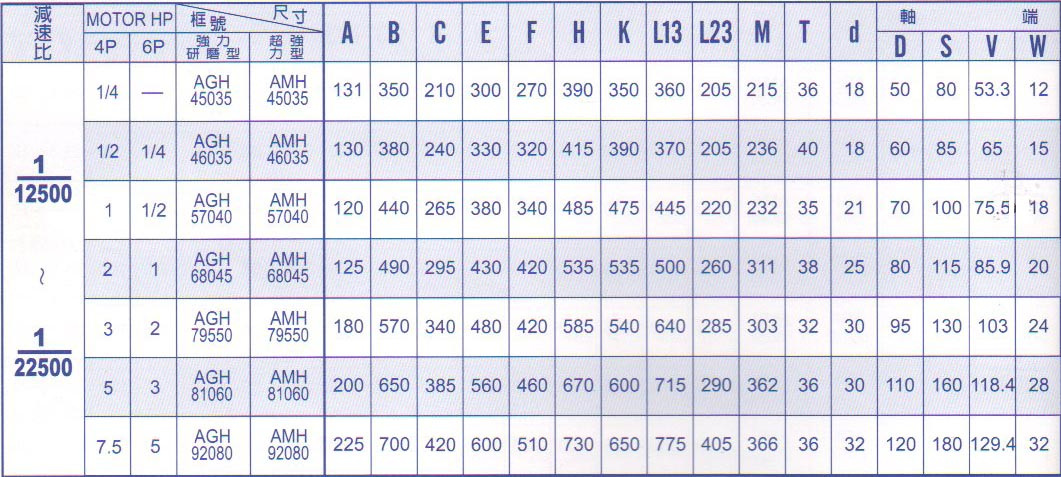 減速比 MOTOR HP 框號 尺寸 A B C E F H K L13 L23 M T d 軸 端
4P 6P 強力研磨型 超強力型 D S V W
1/12500 ~ 1/22500
1/4 — AGH 45035 AMH 45035 131 350 210 300 270 390 350 360 205 215 36 18 50 80 53.3 12
1/2 1/4 AGH 46035 AMH 46035 130 380 240 330 320 415 390 370 205 236 40 18 60 85 65 15
1 1/2 AGH 57040 AMH 57040 120 440 265 380 340 485 475 445 220 232 35 21 70 100 75.5 18
2 1 AGH 68045 AMH 68045 125 490 295 430 420 535 535 500 260 311 38 25 80 115 85.9 20
3 2 AGH 79550 AMH 79550 180 570 340 480 420 585 540 640 285 303 32 30 95 130 103 24
5 3 AGH 81060 AMH 81060 200 650 385 560 460 670 600 715 290 362 36 30 110 160 118.4 28
7.5 5 AGH 92080 AMH 92080 225 700 420 600 510 730 650 775 405 366 36 32 120 180 129.4 32